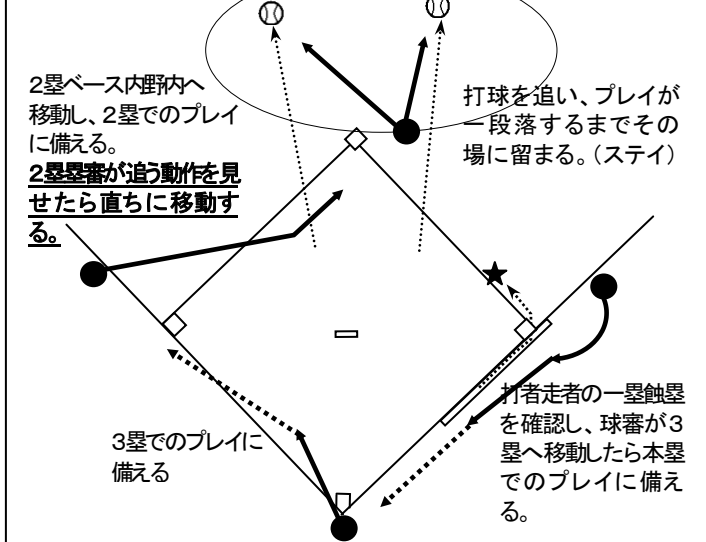 2塁ベース内野内へ
移動し、2塁でのプレイ
に備える。
2塁塁審が追う動作を見
せたら直ちに移動す
る。
打球を追い、プレイが
一段落するまでその
場に留まる。(ステイ)
3塁でのプレイに
備える
打者走者の一塁蝕塁
を確認し、球審が3
塁へ移動したら本塁
でのプレイに備え
る。